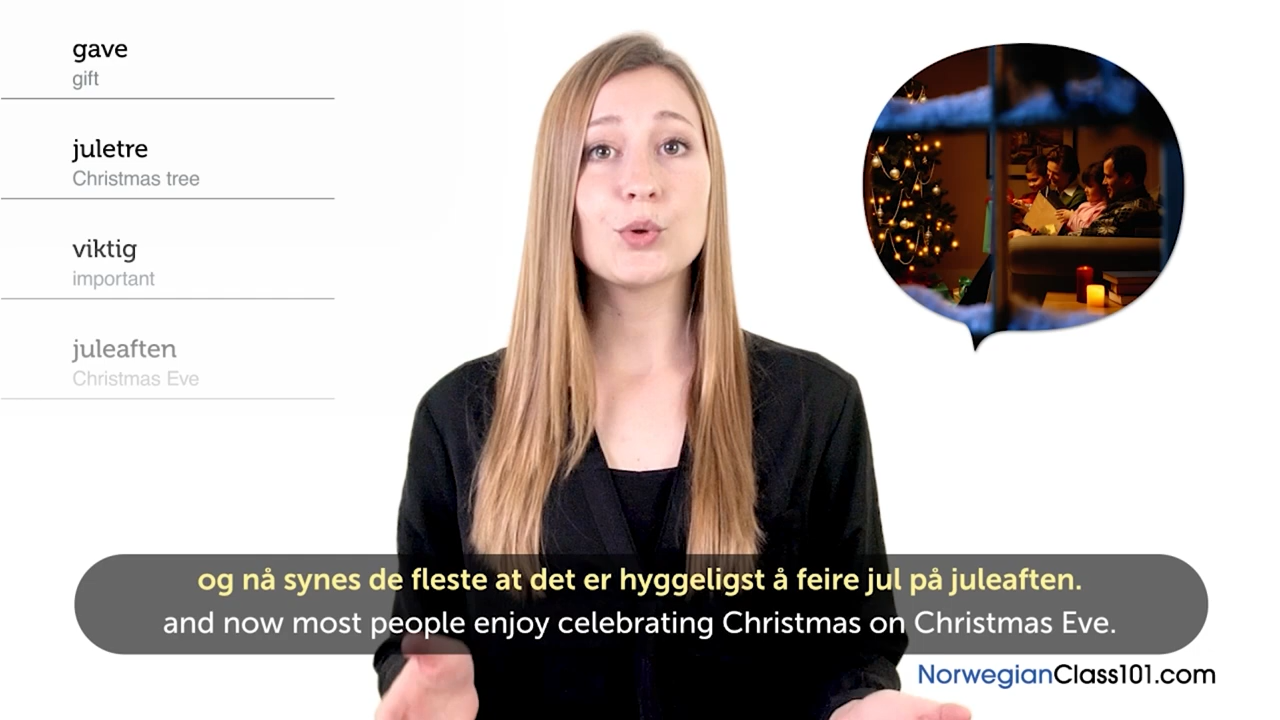 gave
gift
juletre
Christmas tree
viktig
important
juleaften
Christmas Eve
og nå synes de fleste at det er hyggeligst å feire jul på juleaften.
and now most people enjoy celebrating Christmas on Christmas Eve.
NorwegianClass101.com